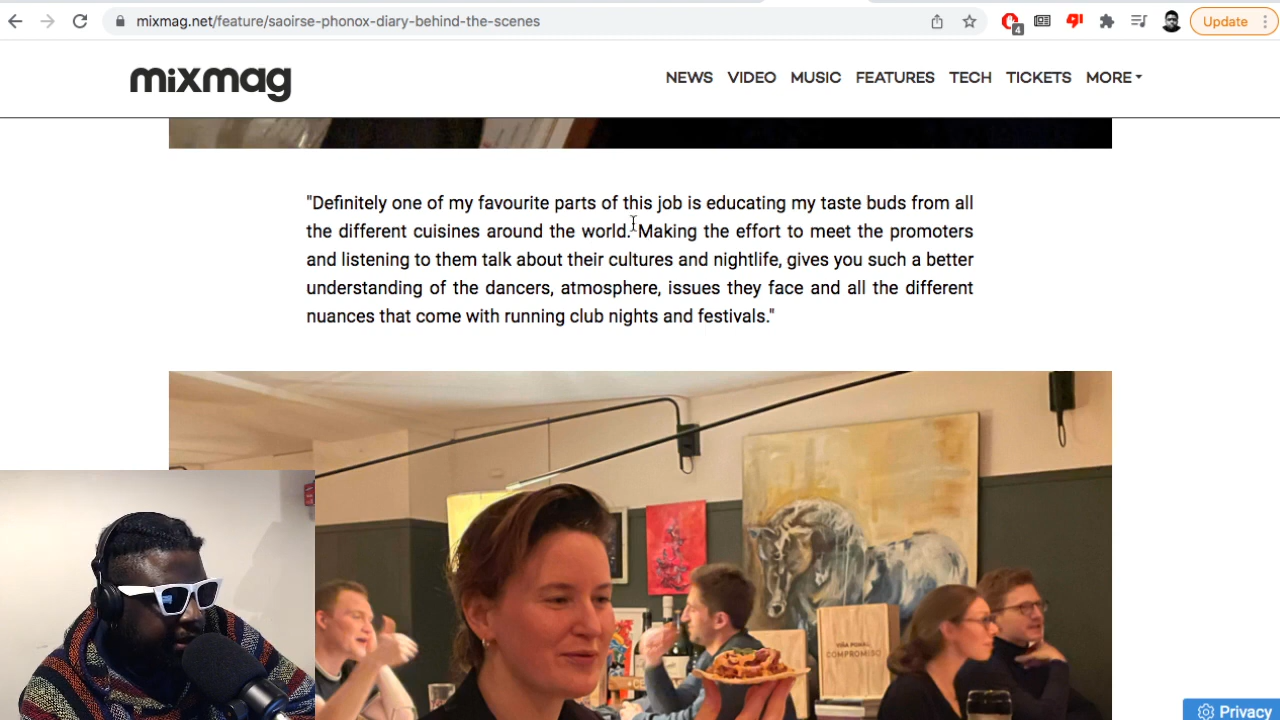 mixmag.net/feature/saoirse-phonox-diary-behind-the-scenes
4
Update
mixmag
NEWS VIDEO MUSIC FEATURES TECH TICKETS MORE
"Definitely one of my favourite parts of this job is educating my taste buds from all
the different cuisines around the world. Making the effort to meet the promoters
and listening to them talk about their cultures and nightlife, gives you such a better
understanding of the dancers, atmosphere, issues they face and all the different
nuances that come with running club nights and festivals."
COMPROMISO
Privacy